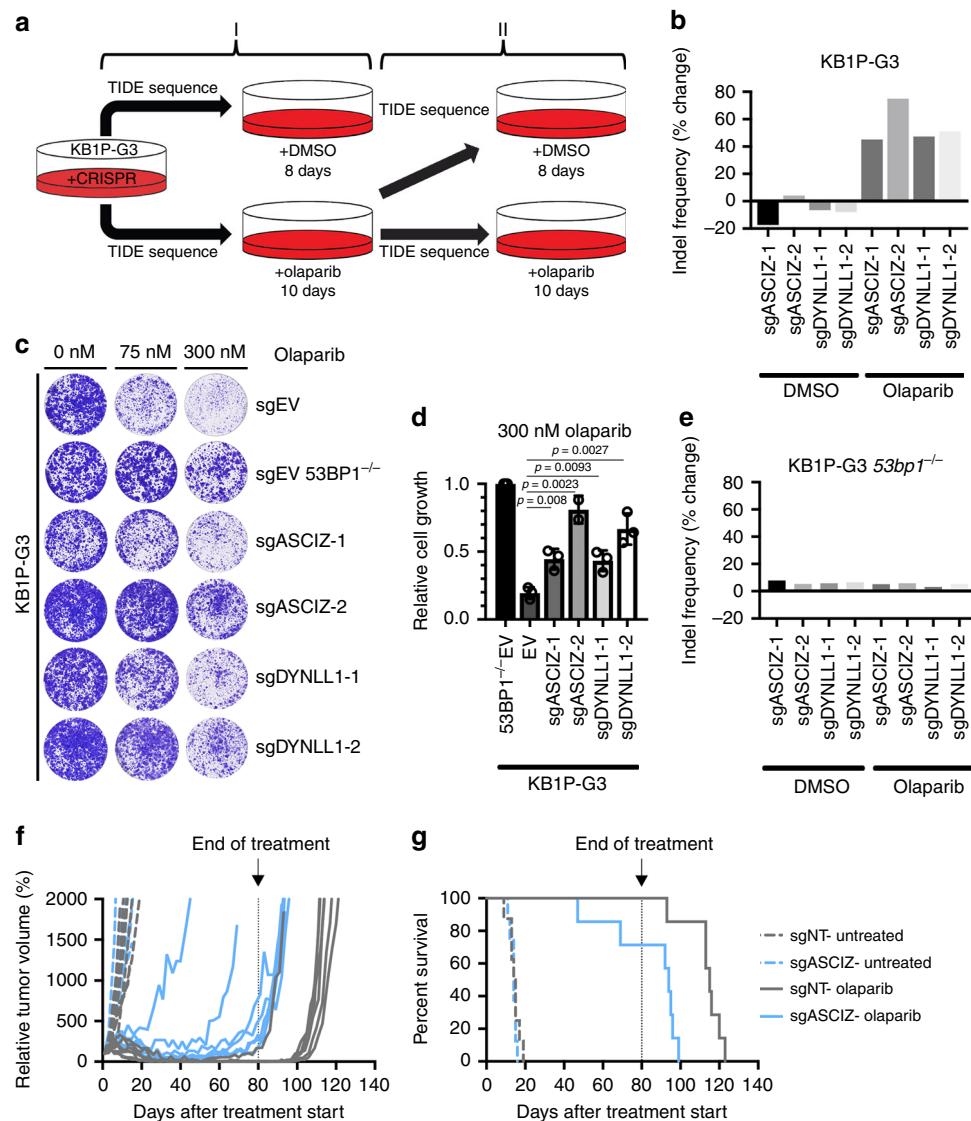 a
I
II
TIDE sequence
TIDE sequence
KB1P-G3
+CRISPR
+DMSO
8 days
+DMSO
8 days
TIDE sequence
TIDE sequence
+olaparib
10 days
+olaparib
10 days
b
KB1P-G3
Indel frequency (% change)
80
60
40
20
0
−20
sgASCIZ-1
sgASCIZ-2
sgDYNLL1-1
sgDYNLL1-2
sgASCIZ-1
sgASCIZ-2
sgDYNLL1-1
sgDYNLL1-2
DMSO
Olaparib
c
0 nM 75 nM 300 nM Olaparib
KB1P-G3
sgEV
sgEV 53BP1−/−
sgASCIZ-1
sgASCIZ-2
sgDYNLL1-1
sgDYNLL1-2
d
300 nM olaparib
p = 0.0027
p = 0.0093
p = 0.0023
p = 0.008
Relative cell growth
1.0
0.5
0.0
53BP1−/− EV
EV
sgASCIZ-1
sgASCIZ-2
sgDYNLL1-1
sgDYNLL1-2
KB1P-G3
e
KB1P-G3 53bp1−/−
Indel frequency (% change)
80
60
40
20
0
−20
sgASCIZ-1
sgASCIZ-2
sgDYNLL1-1
sgDYNLL1-2
sgASCIZ-1
sgASCIZ-2
sgDYNLL1-1
sgDYNLL1-2
DMSO
Olaparib
f
End of treatment
Relative tumor volume (%)
2000
1500
1000
500
0
0 20 40 60 80 100 120 140
Days after treatment start
g
End of treatment
Percent survival
100
80
60
40
20
0
0 20 40 60 80 100 120 140
Days after treatment start
sgNT- untreated
sgASCIZ- untreated
sgNT- olaparib
sgASCIZ- olaparib